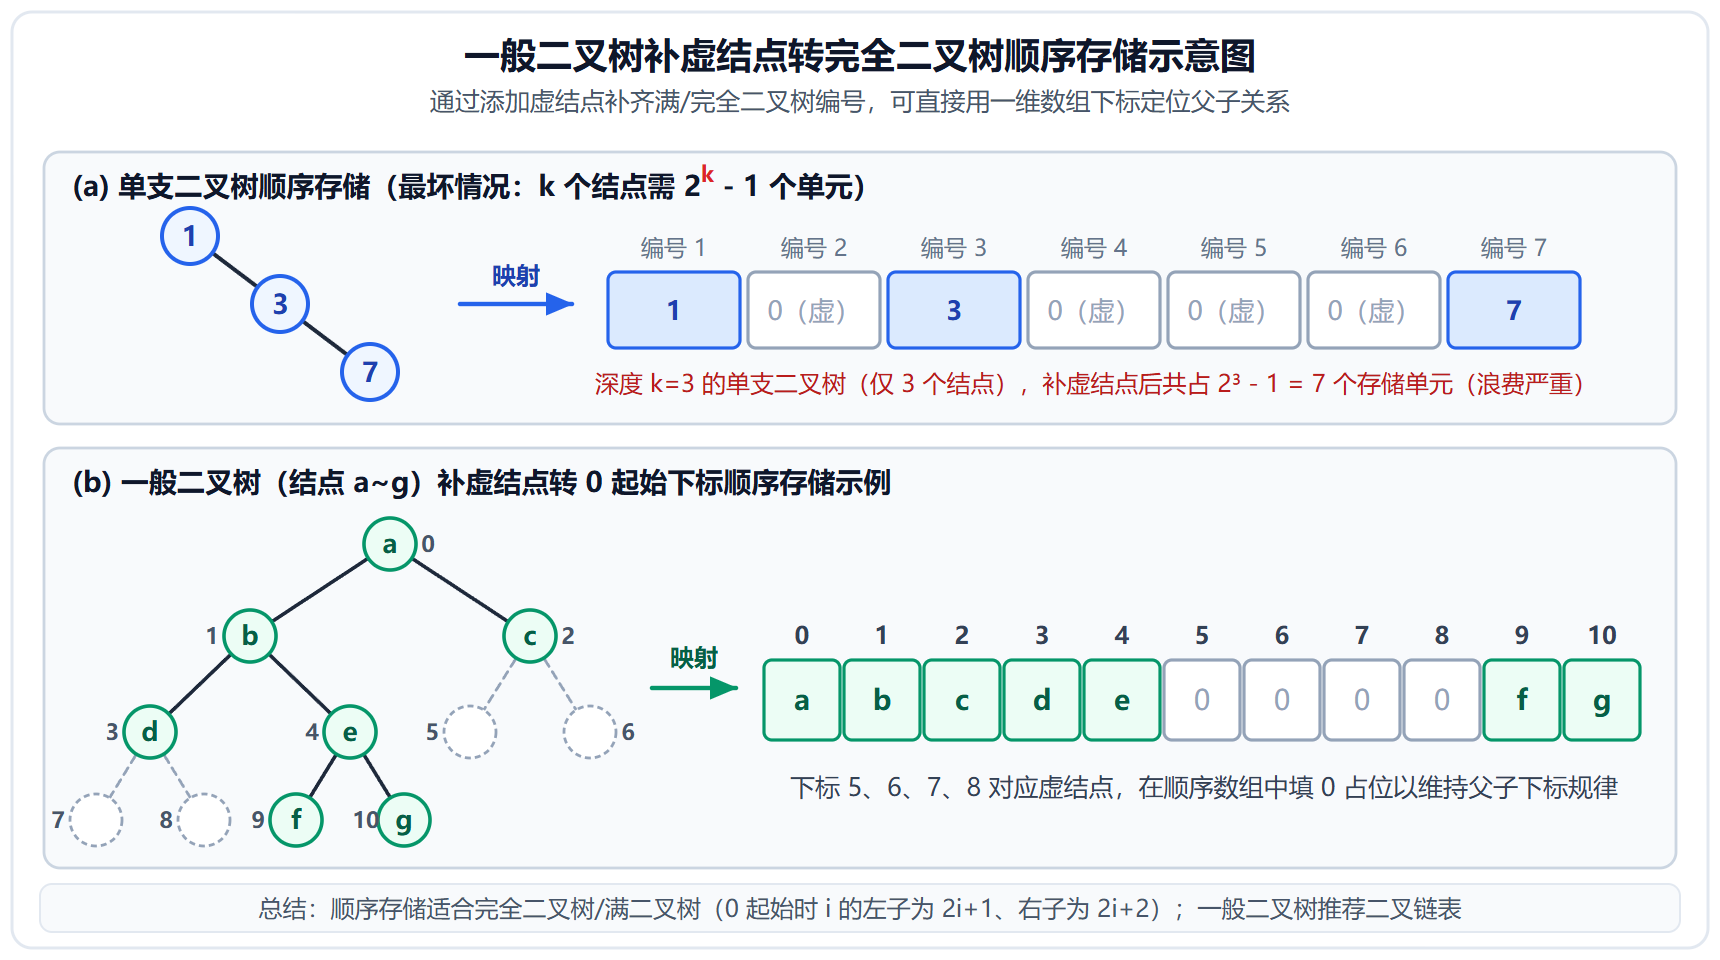 一般二叉树补虚结点转完全二叉树顺序存储示意图
通过添加虚结点补齐满/完全二叉树编号，可直接用一维数组下标定位父子关系
(a) 单支二叉树顺序存储（最坏情况：k 个结点需 2^k - 1 个单元）
1
3
7
映射
编号 1 编号 2 编号 3 编号 4 编号 5 编号 6 编号 7
1 0（虚） 3 0（虚） 0（虚） 0（虚） 7
深度 k=3 的单支二叉树（仅 3 个结点），补虚结点后共占 2³ - 1 = 7 个存储单元（浪费严重）
(b) 一般二叉树（结点 a~g）补虚结点转 0 起始下标顺序存储示例
a 0
1 b c 2
3 d 4 e 5 6
7 8 9 f 10 g
映射
0 1 2 3 4 5 6 7 8 9 10
a b c d e 0 0 0 0 f g
下标 5、6、7、8 对应虚结点，在顺序数组中填 0 占位以维持父子下标规律
总结：顺序存储适合完全二叉树/满二叉树（0 起始时 i 的左子为 2i+1、右子为 2i+2）；一般二叉树推荐二叉链表